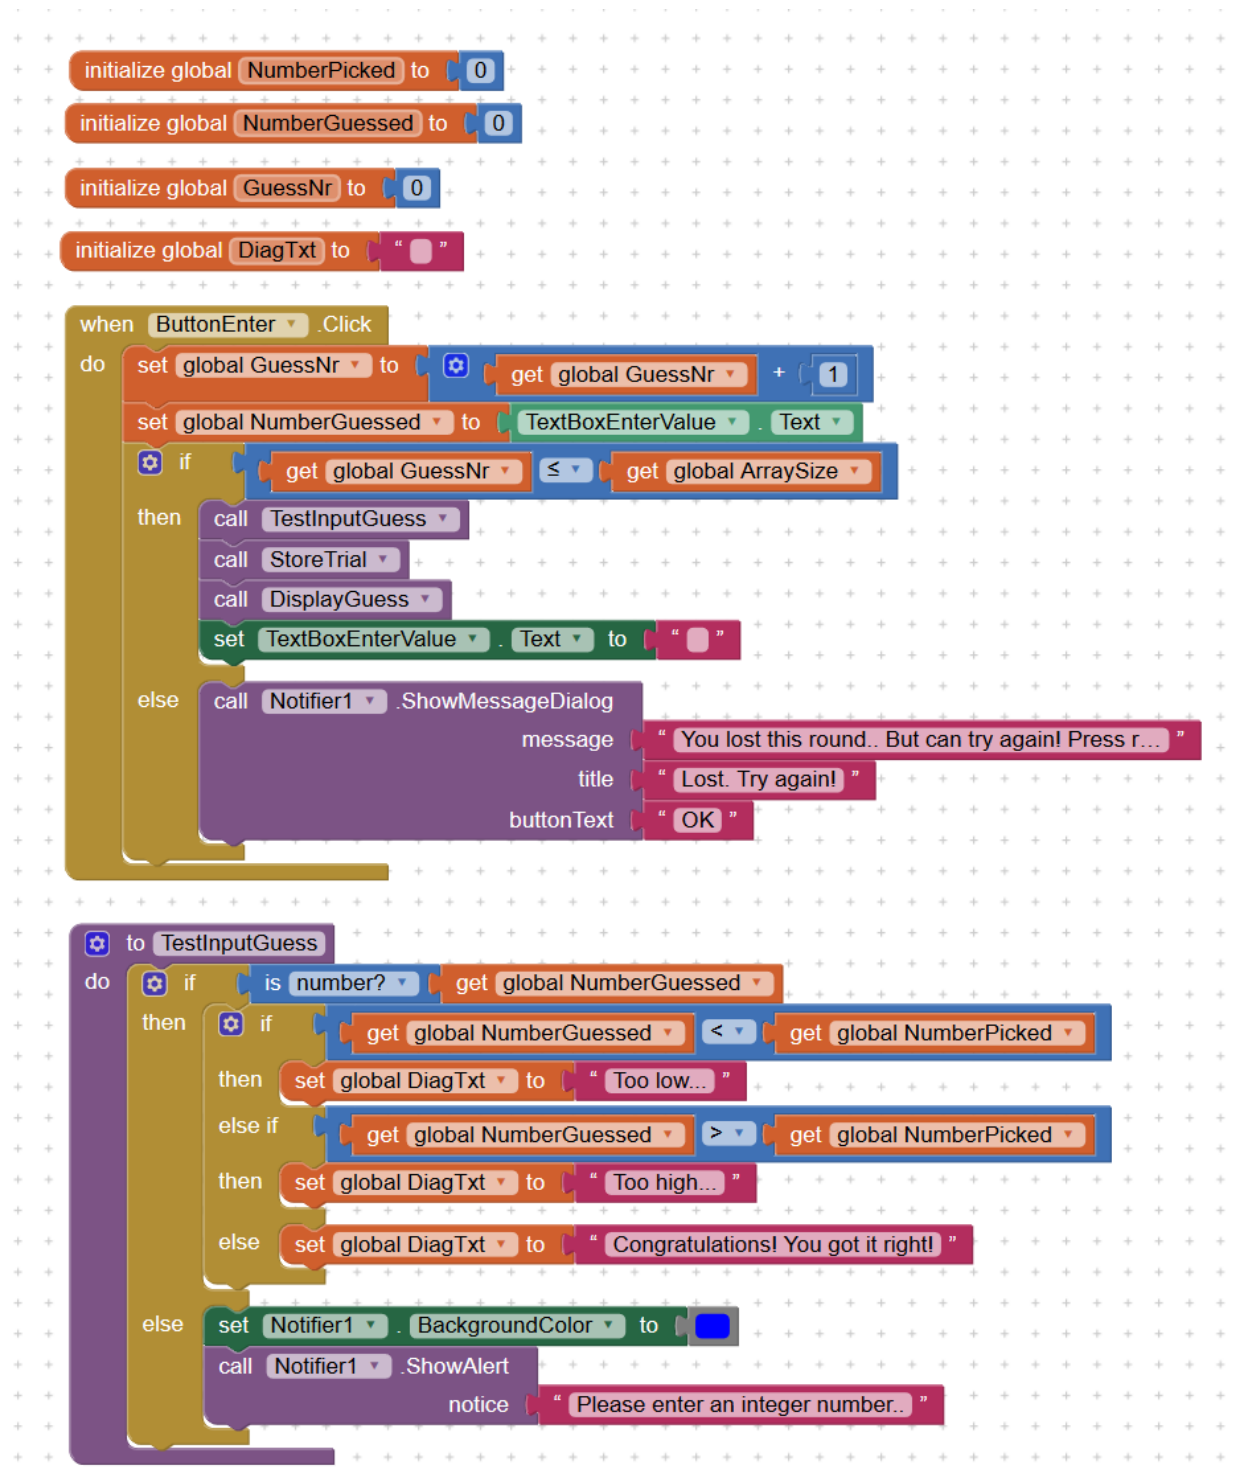 initialize global NumberPicked to 0
initialize global NumberGuessed to 0
initialize global GuessNr to 0
initialize global DiagTxt to “ ”
when ButtonEnter .Click
do set global GuessNr to get global GuessNr + 1
set global NumberGuessed to TextBoxEnterValue . Text
if get global GuessNr ≤ get global ArraySize
then call TestInputGuess
call StoreTrial
call DisplayGuess
set TextBoxEnterValue . Text to “ ”
else call Notifier1 .ShowMessageDialog
message “ You lost this round.. But can try again! Press r... ”
title “ Lost. Try again! ”
buttonText “ OK ”
to TestInputGuess
do if is number? get global NumberGuessed
then if get global NumberGuessed < get global NumberPicked
then set global DiagTxt to “ Too low... ”
else if get global NumberGuessed > get global NumberPicked
then set global DiagTxt to “ Too high... ”
else set global DiagTxt to “ Congratulations! You got it right! ”
else set Notifier1 . BackgroundColor to
call Notifier1 .ShowAlert
notice “ Please enter an integer number.. ”